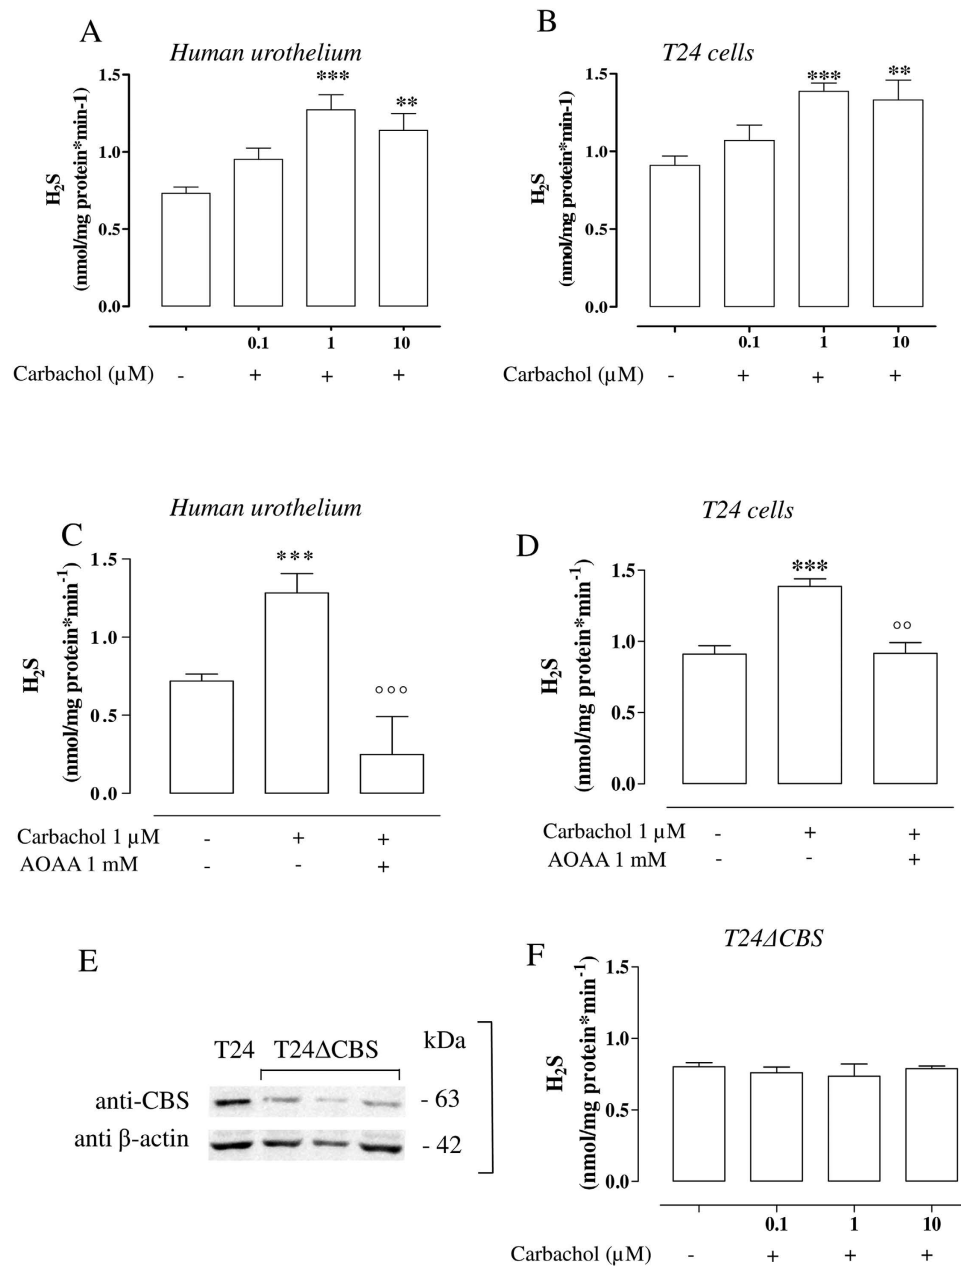 A
Human urothelium
H₂S
(nmol/mg protein*min-1)
1.5
1.0
0.5
0.0
***
**
0.1 1 10
Carbachol (µM) - + + +
B
T24 cells
H₂S
(nmol/mg protein*min-1)
1.5
1.0
0.5
0.0
***
**
0.1 1 10
Carbachol (µM) - + + +
C
Human urothelium
H₂S
(nmol/mg protein*min⁻¹)
1.5
1.0
0.5
0.0
***
°°°
Carbachol 1 µM - + +
AOAA 1 mM - - +
D
T24 cells
H₂S
(nmol/mg protein*min⁻¹)
1.5
1.0
0.5
0.0
***
°°
Carbachol 1 µM - + +
AOAA 1 mM - - +
E
T24 T24ΔCBS kDa
anti-CBS - 63
anti β-actin - 42
F
T24ΔCBS
H₂S
(nmol/mg protein*min⁻¹)
1.5
1.0
0.5
0.0
0.1 1 10
Carbachol (µM) - + + +